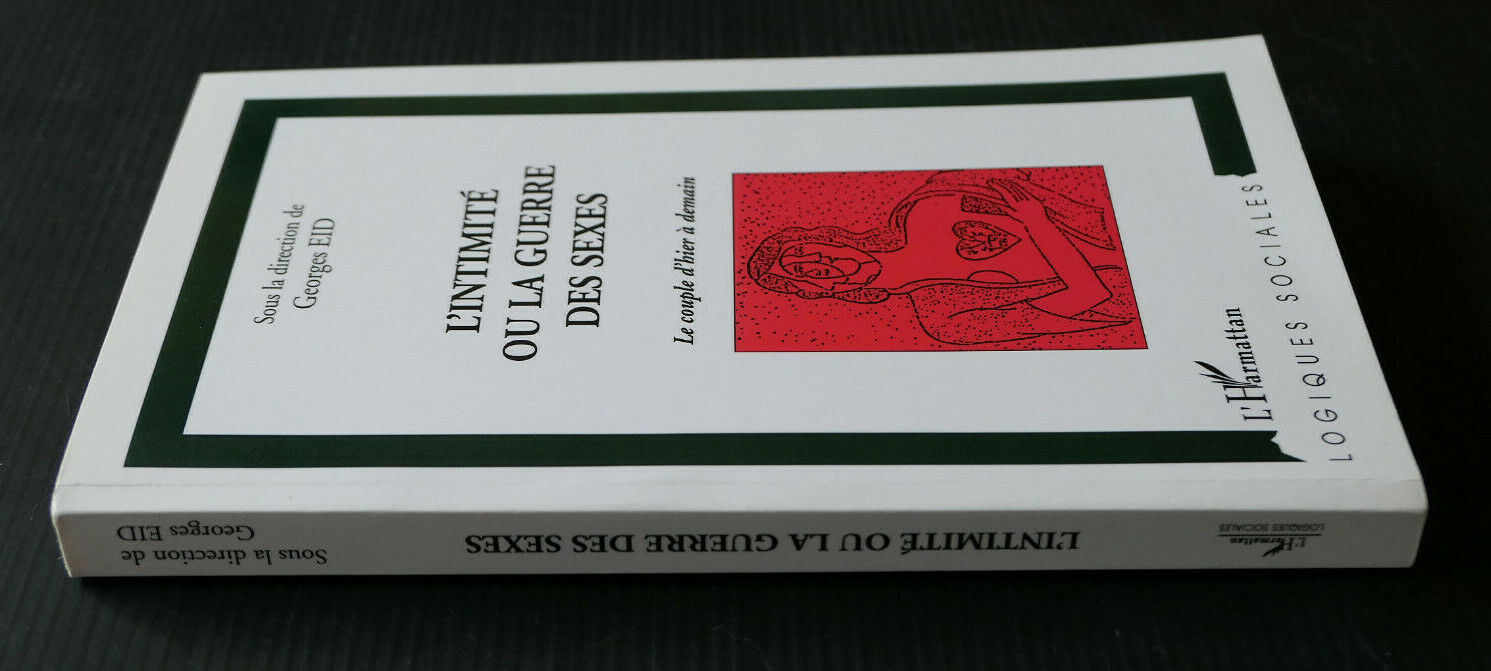 Sous la direction de
Georges EID
L'INTIMITÉ
OU LA GUERRE
DES SEXES
Le couple d'hier à demain
L'Harmattan
LOGIQUES SOCIALES
Sous la direction de
Georges EID
L'INTIMITÉ OU LA GUERRE DES SEXES
L'Harmattan
LOGIQUES SOCIALES